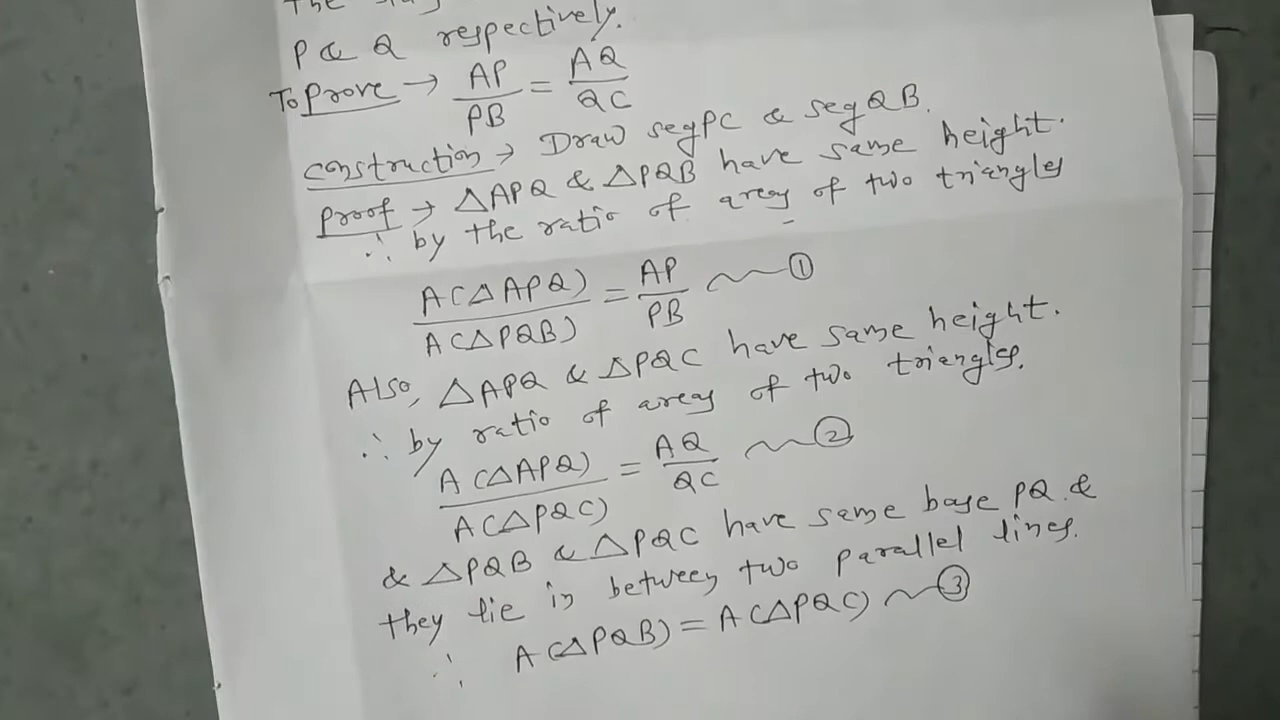 The
P & Q respectively.
To Prove → AP/PB = AQ/QC
construction → Draw seg PC & seg QB.
Proof → △APQ & △PQB have same height.
∴ by the ratio of areas of two triangles
A(△APQ)/A(△PQB) = AP/PB ~ ①
Also, △APQ & △PQC have same height.
∴ by ratio of areas of two triangles.
A(△APQ)/A(△PQC) = AQ/QC ~ ②
& △PQB & △PQC have same base PQ &
they lie in between two parallel lines.
∴ A(△PQB) = A(△PQC) ~ ③